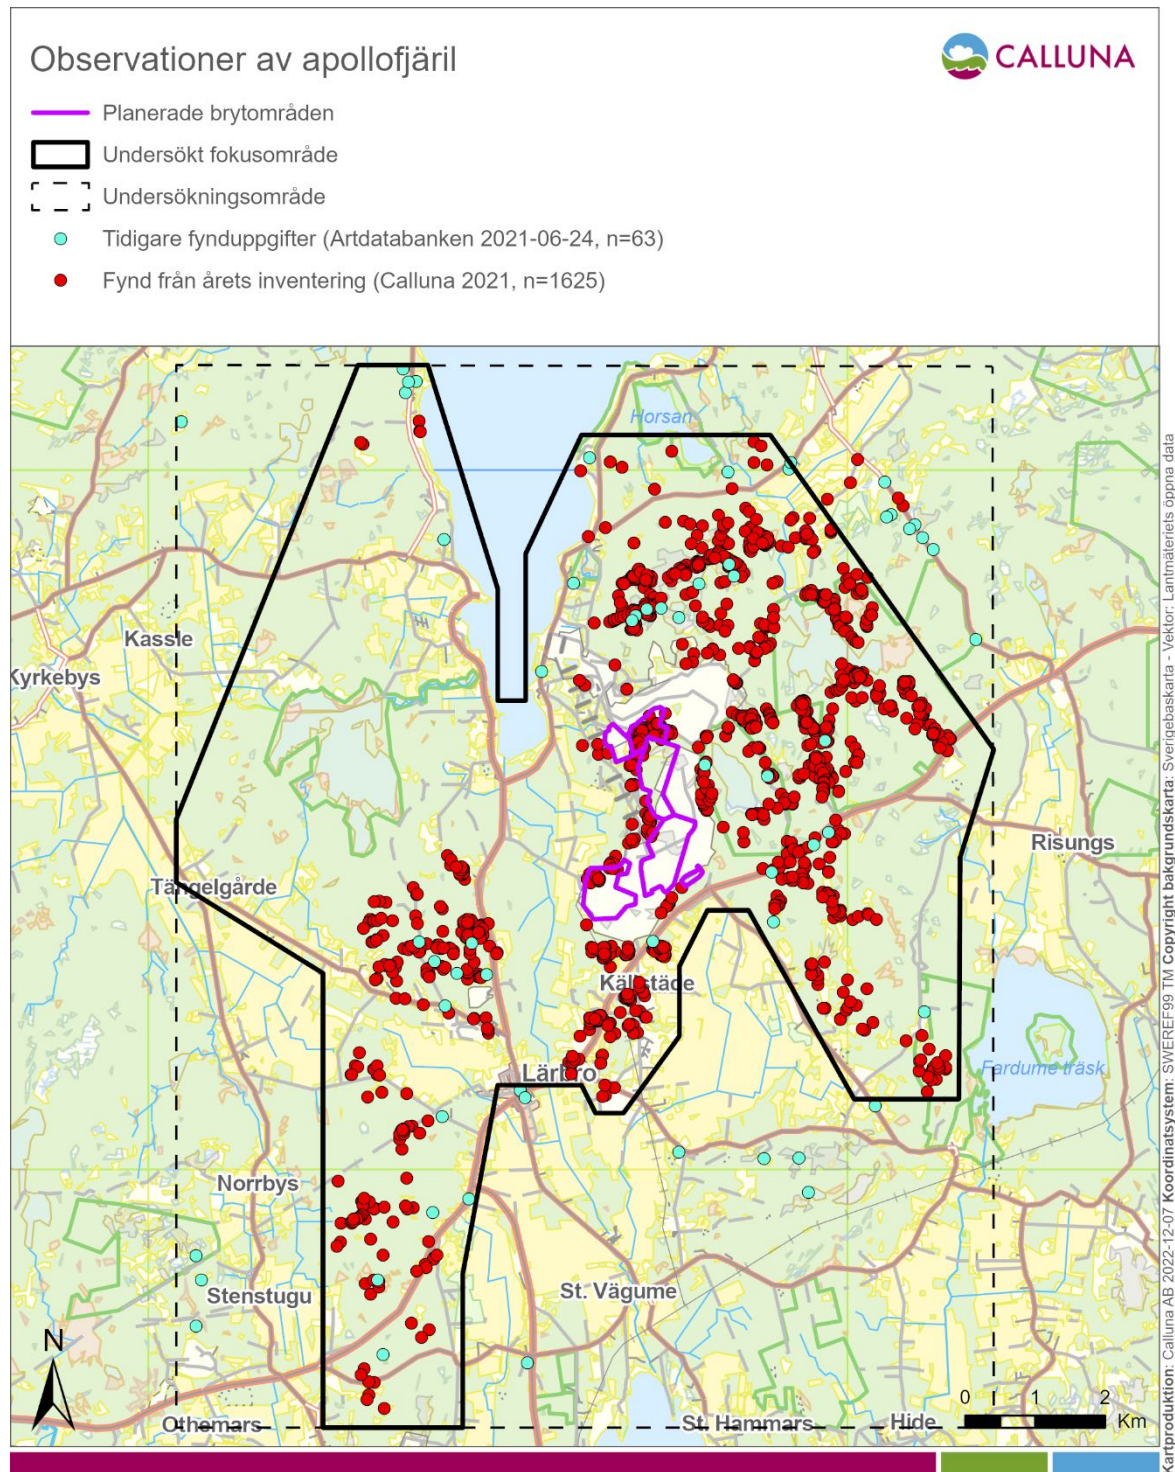 Observationer av apollofjäril
CALLUNA
Planerade brytområden
Undersökt fokusområde
Undersökningsområde
Tidigare fynduppgifter (Artdatabanken 2021-06-24, n=63)
Fynd från årets inventering (Calluna 2021, n=1625)
Horsan
Kassle
Kyrkebys
Tängelgårde
Risungs
Källstäde
Lärbro
Fardume träsk
Norrbys
Stenstugu
St. Vägume
N
Othemars
St. Hammars
Hide
0 1 2
Km
Kartproduktion: Calluna AB 2022-12-07 Koordinatsystem: SWEREF99 TM Copyright bakgrundskarta: Sverigebaskarta - Vektor: Lantmäteriets öppna data